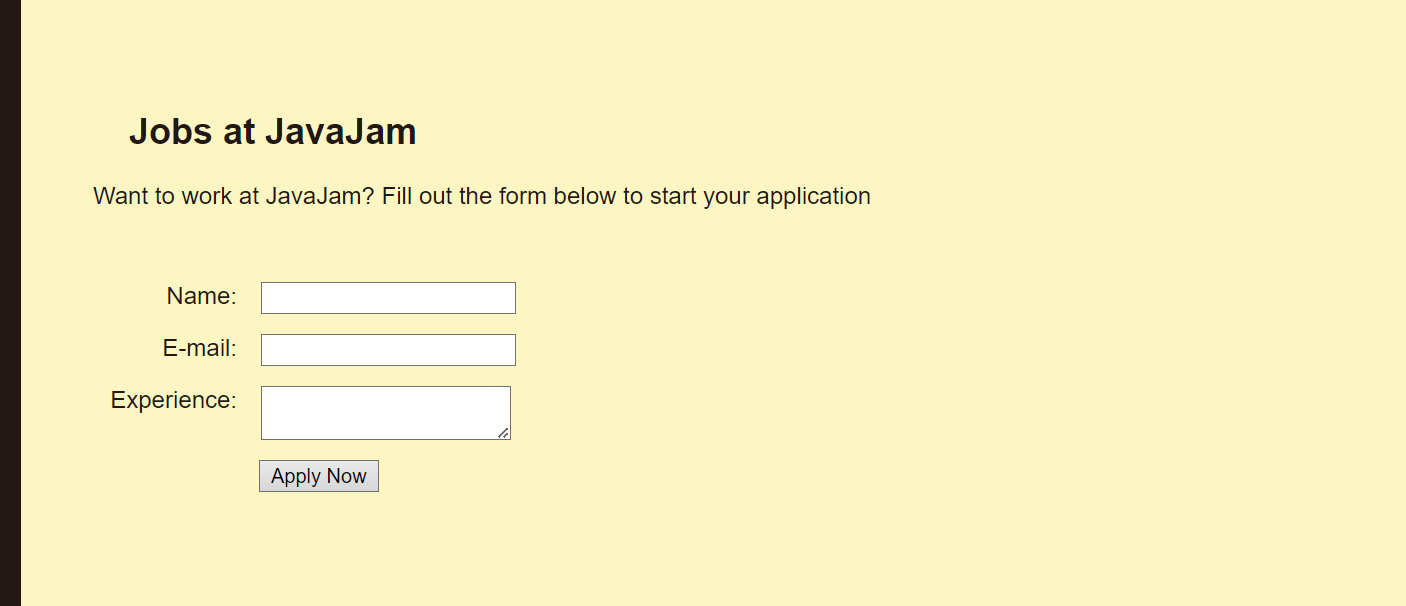 Jobs at JavaJam
Want to work at JavaJam? Fill out the form below to start your application
Name:
E-mail:
Experience:
Apply Now